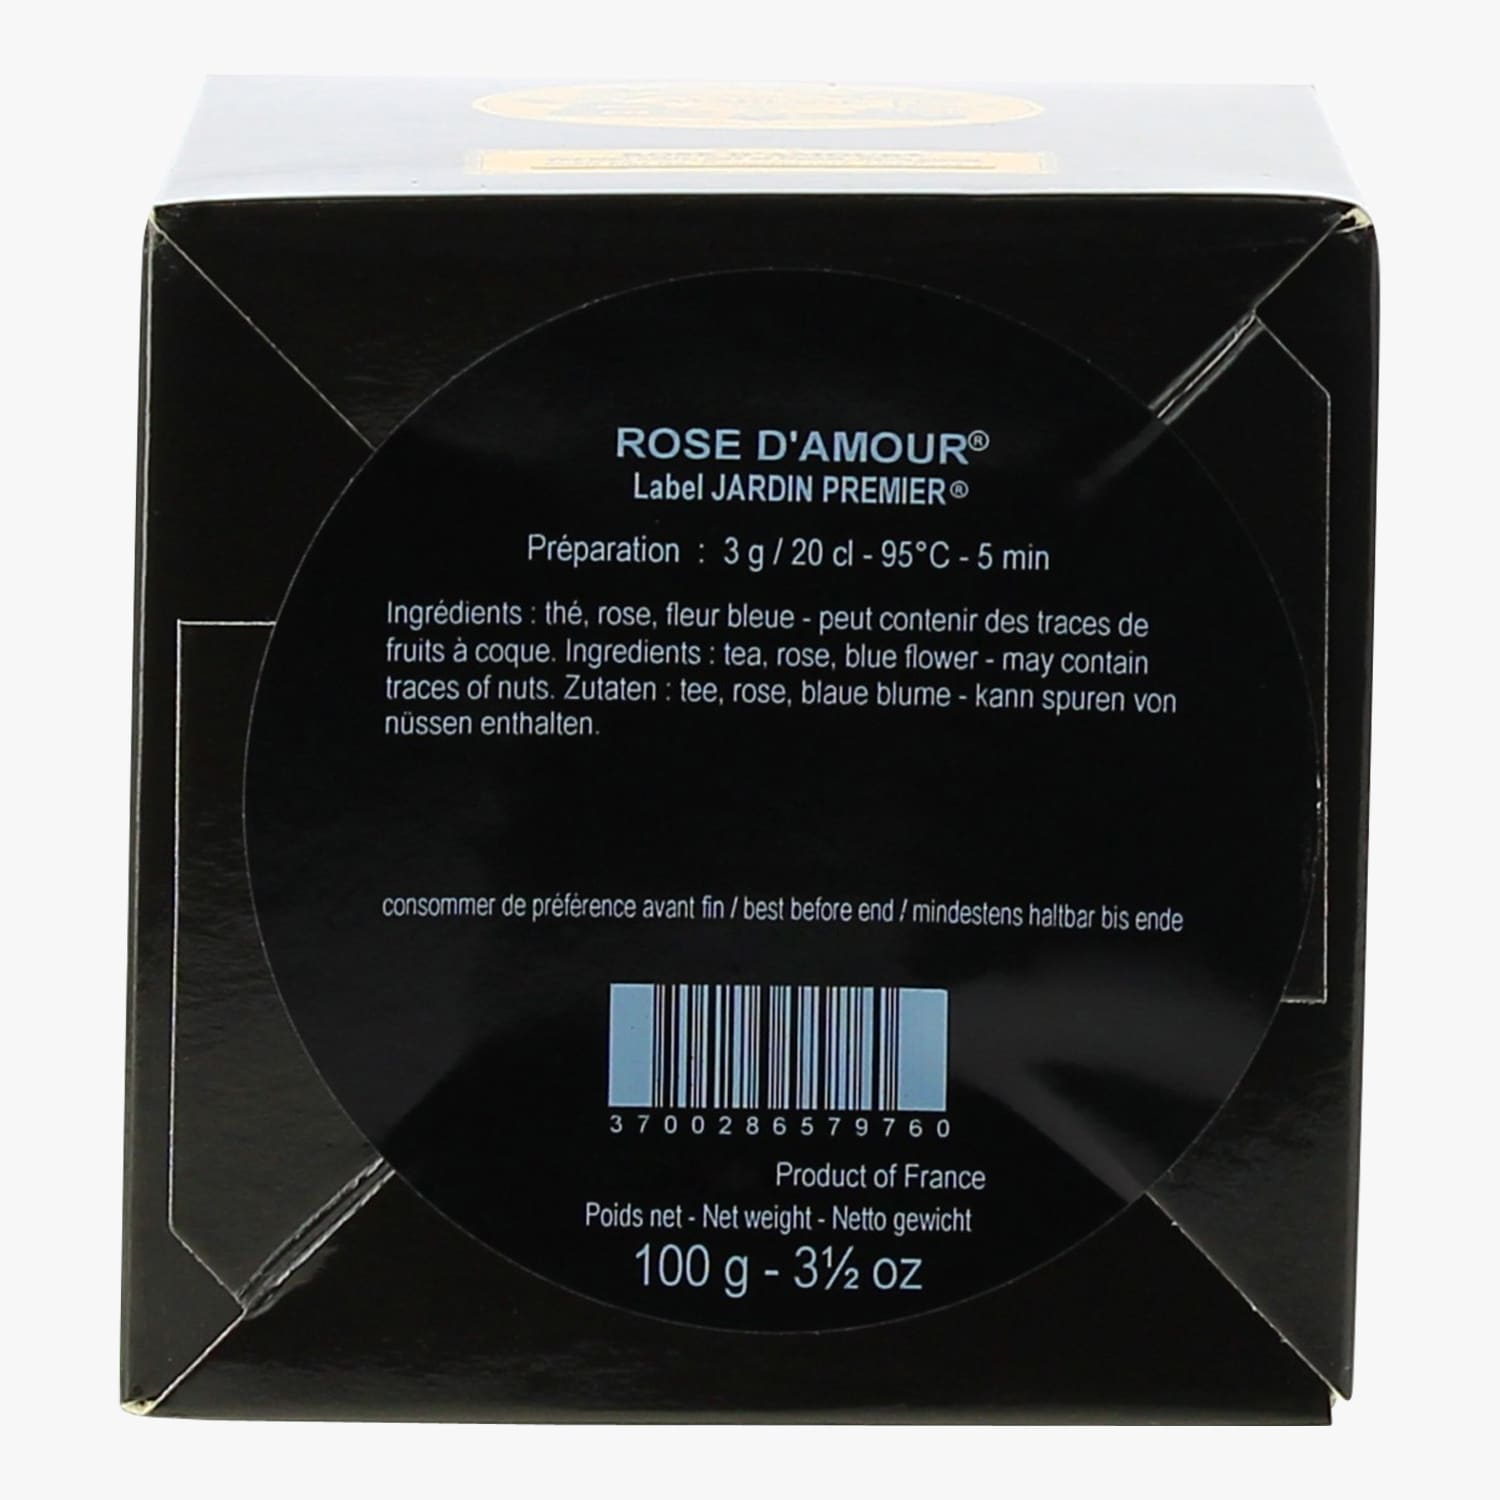 ROSE D'AMOUR®
Label JARDIN PREMIER®
Préparation : 3 g / 20 cl - 95°C - 5 min
Ingrédients : thé, rose, fleur bleue - peut contenir des traces de
fruits à coque. Ingredients : tea, rose, blue flower - may contain
traces of nuts. Zutaten : tee, rose, blaue blume - kann spuren von
nüssen enthalten.
consommer de préférence avant fin / best before end / mindestens haltbar bis ende
3700286579760
Product of France
Poids net - Net weight - Netto gewicht
100 g - 3½ oz